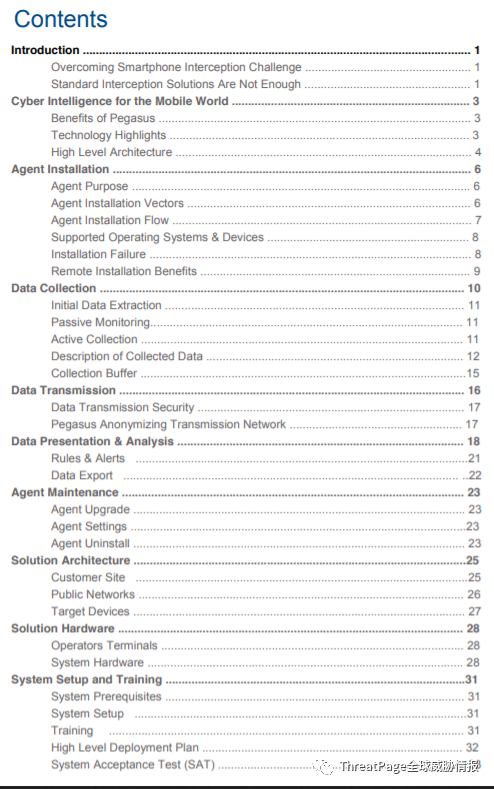 Contents
Introduction ........ 1
Overcoming Smartphone Interception Challenge ........ 1
Standard Interception Solutions Are Not Enough ........ 1
Cyber Intelligence for the Mobile World ........ 3
Benefits of Pegasus ........ 3
Technology Highlights ........ 3
High Level Architecture ........ 4
Agent Installation ........ 6
Agent Purpose ........ 6
Agent Installation Vectors ........ 6
Agent Installation Flow ........ 7
Supported Operating Systems & Devices ........ 8
Installation Failure ........ 8
Remote Installation Benefits ........ 9
Data Collection ........ 10
Initial Data Extraction ........ 11
Passive Monitoring........ 11
Active Collection ........ 11
Description of Collected Data ........ 12
Collection Buffer ........ 15
Data Transmission ........ 16
Data Transmission Security ........ 17
Pegasus Anonymizing Transmission Network ........ 17
Data Presentation & Analysis ........ 18
Rules & Alerts ........21
Data Export ........22
Agent Maintenance ........ 23
Agent Upgrade ........ 23
Agent Settings ........23
Agent Uninstall ........ 23
Solution Architecture ........25
Customer Site ........ 25
Public Networks ........ 26
Target Devices ........ 27
Solution Hardware ........ 28
Operators Terminals ........ 28
System Hardware ........ 28
System Setup and Training ........31
System Prerequisites ........ 31
System Setup ........31
Training ........ 31
High Level Deployment Plan ........ 32
System Acceptance Test (SAT) ........
ThreatPage全球威胁情报